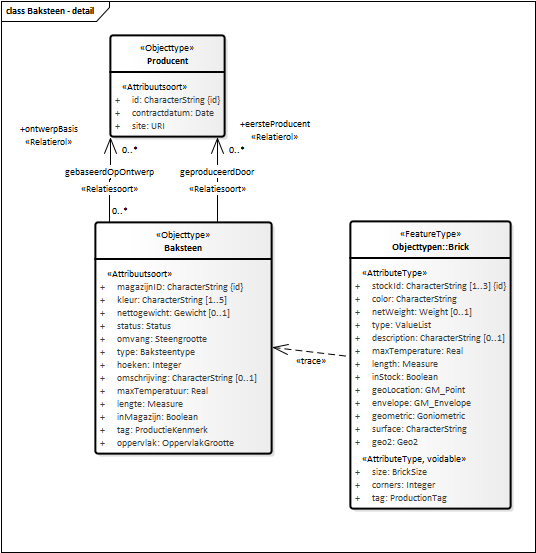 class Baksteen - detail
«Objecttype»
Producent
«Attribuutsoort»
+ id: CharacterString {id}
+ contractdatum: Date
+ site: URI
+ontwerpBasis
«Relatierol»
0..*
+eersteProducent
«Relatierol»
0..*
gebaseerdOpOntwerp
«Relatiesoort»
0..*
geproduceerdDoor
«Relatiesoort»
«Objecttype»
Baksteen
«Attribuutsoort»
+ magazijnID: CharacterString {id}
+ kleur: CharacterString [1..5]
+ nettogewicht: Gewicht [0..1]
+ status: Status
+ omvang: Steengrootte
+ type: Baksteentype
+ hoeken: Integer
+ omschrijving: CharacterString [0..1]
+ maxTemperatuur: Real
+ lengte: Measure
+ inMagazijn: Boolean
+ tag: ProductieKenmerk
+ oppervlak: OppervlakGrootte
«trace»
«FeatureType»
Objecttypen::Brick
«AttributeType»
+ stockId: CharacterString [1..3] {id}
+ color: CharacterString
+ netWeight: Weight [0..1]
+ type: ValueList
+ description: CharacterString [0..1]
+ maxTemperature: Real
+ length: Measure
+ inStock: Boolean
+ geoLocation: GM_Point
+ envelope: GM_Envelope
+ geometric: Goniometric
+ surface: CharacterString
+ geo2: Geo2
«AttributeType, voidable»
+ size: BrickSize
+ corners: Integer
+ tag: ProductionTag